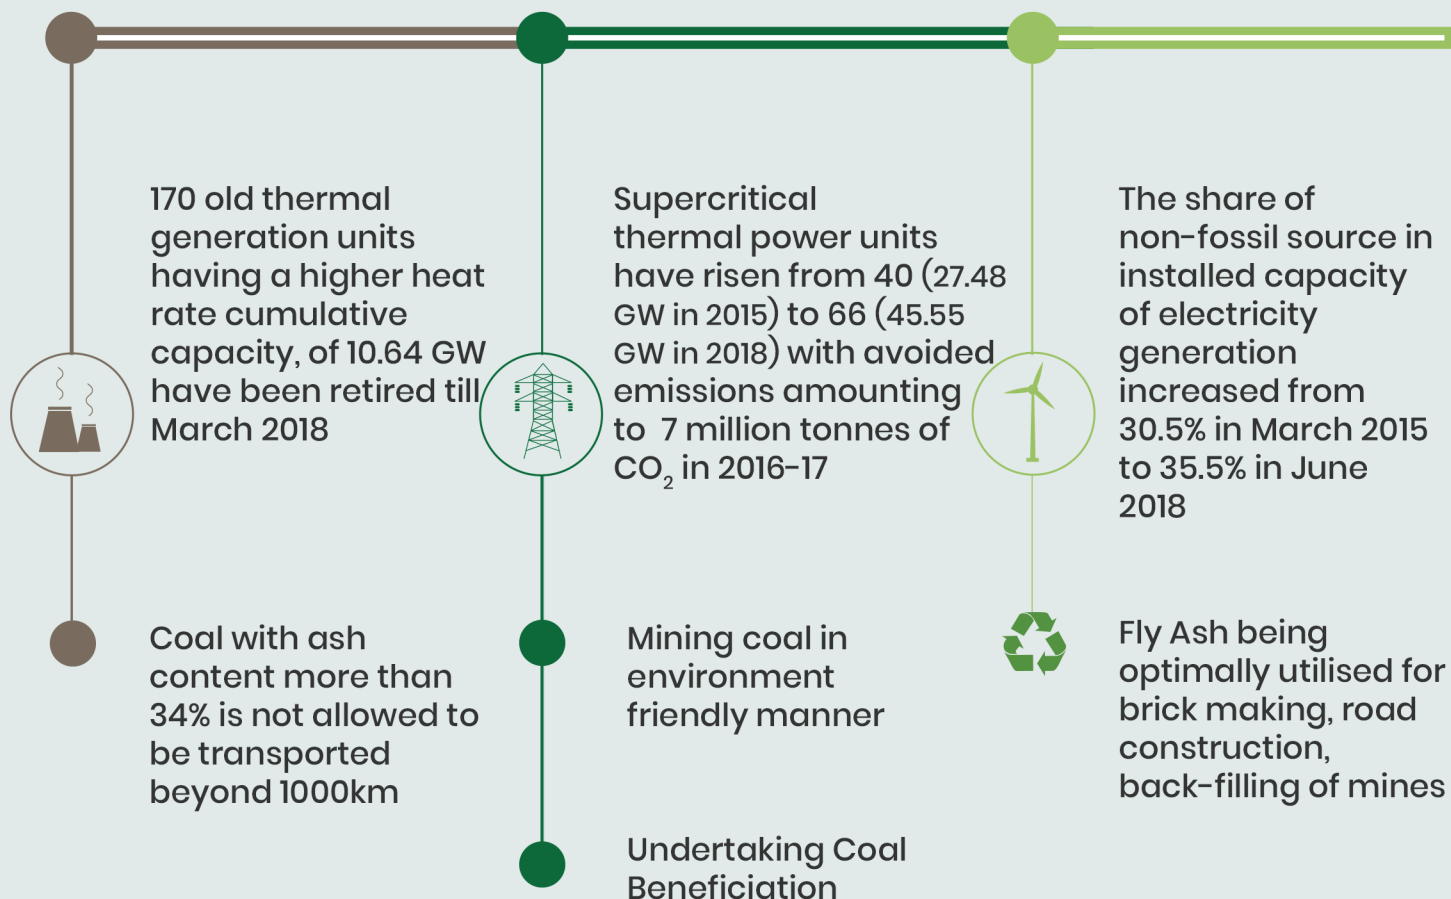 170 old thermal
generation units
having a higher heat
rate cumulative
capacity, of 10.64 GW
have been retired till
March 2018
Supercritical
thermal power units
have risen from 40 (27.48
GW in 2015) to 66 (45.55
GW in 2018) with avoided
emissions amounting
to 7 million tonnes of
CO₂ in 2016-17
The share of
non-fossil source in
installed capacity
of electricity
generation
increased from
30.5% in March 2015
to 35.5% in June
2018
Coal with ash
content more than
34% is not allowed to
be transported
beyond 1000km
Mining coal in
environment
friendly manner
Undertaking Coal
Beneficiation
Fly Ash being
optimally utilised for
brick making, road
construction,
back-filling of mines